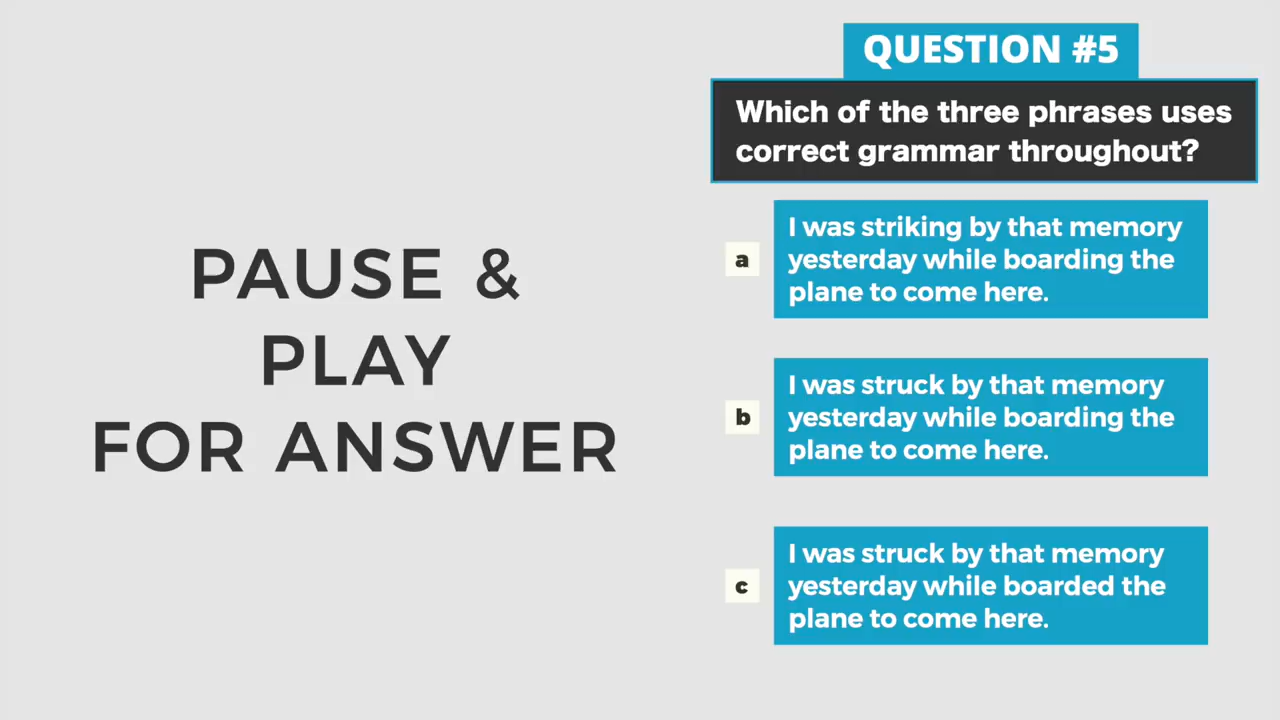 PAUSE &
PLAY
FOR ANSWER
QUESTION #5
Which of the three phrases uses
correct grammar throughout?
a
I was striking by that memory
yesterday while boarding the
plane to come here.
b
I was struck by that memory
yesterday while boarding the
plane to come here.
c
I was struck by that memory
yesterday while boarded the
plane to come here.